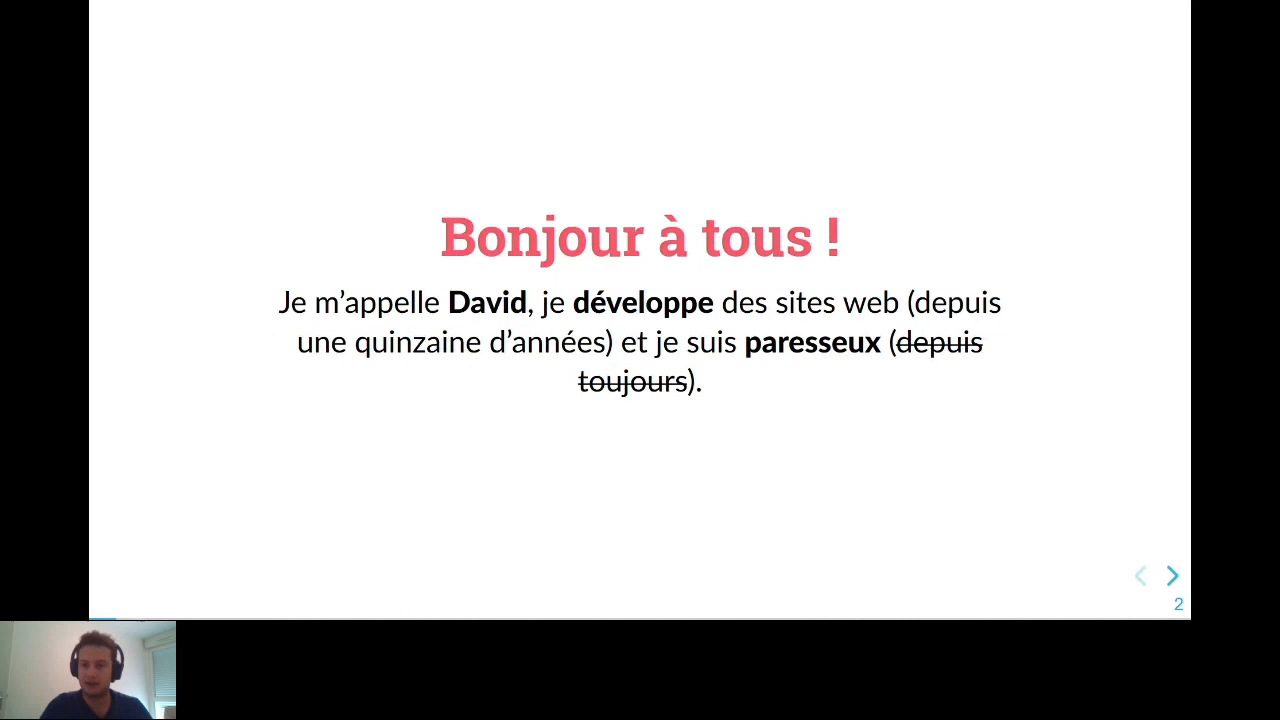 Bonjour à tous !
Je m’appelle David, je développe des sites web (depuis
une quinzaine d’années) et je suis paresseux (depuis
toujours).
2